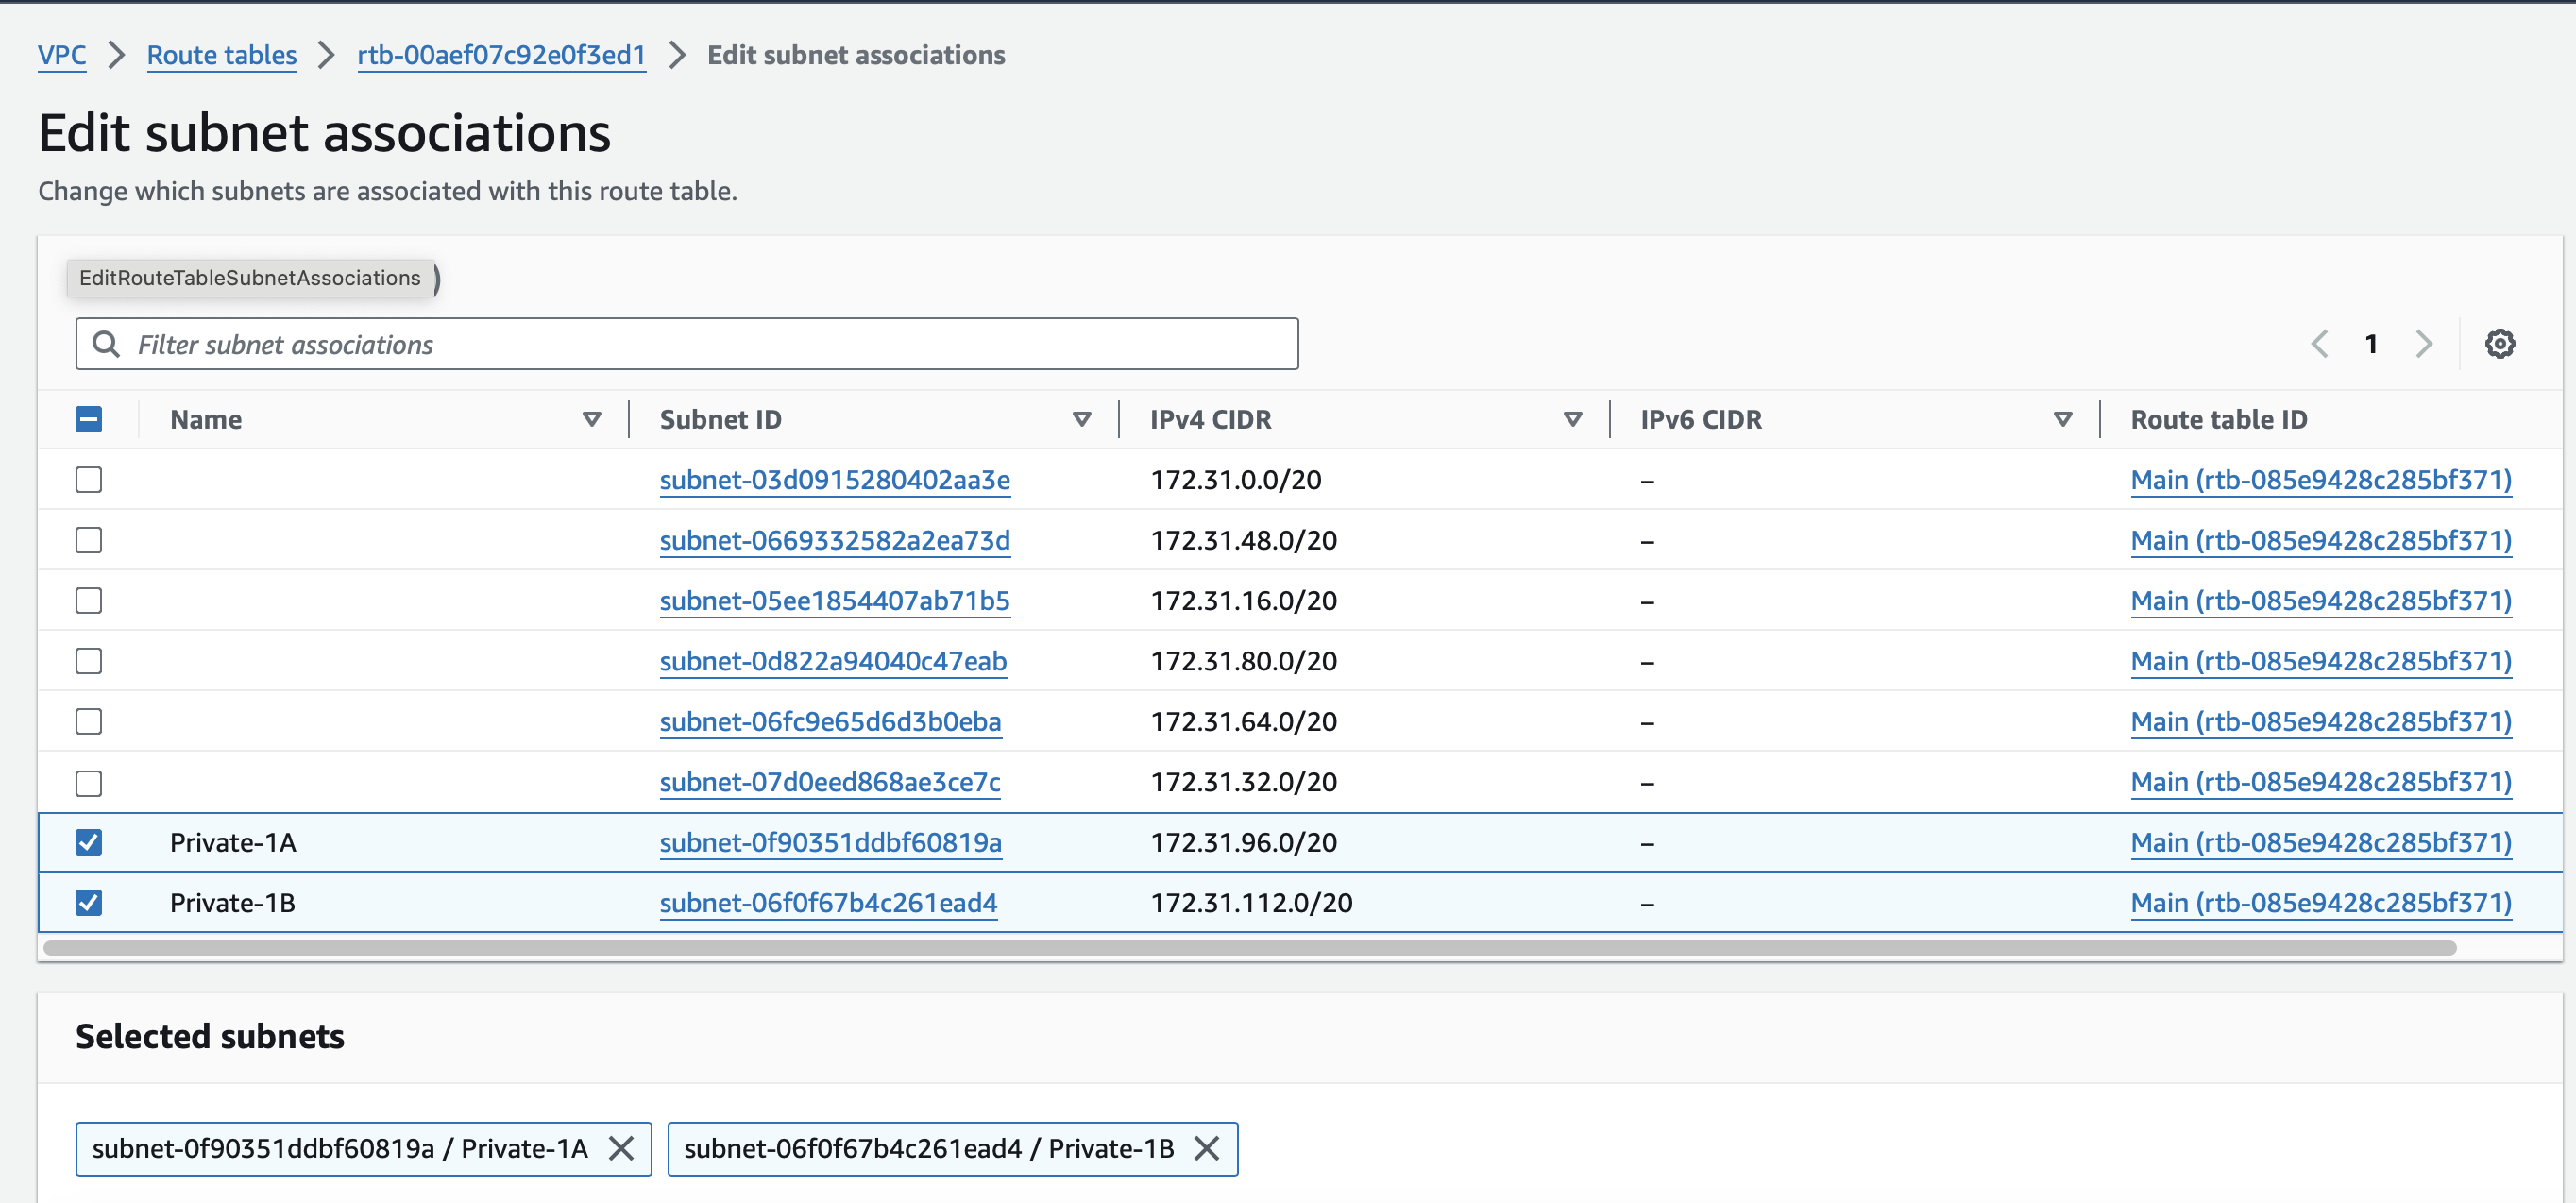 VPC > Route tables > rtb-00aef07c92e0f3ed1 > Edit subnet associations
Edit subnet associations
Change which subnets are associated with this route table.
EditRouteTableSubnetAssociations )
Filter subnet associations 1
Name Subnet ID IPv4 CIDR IPv6 CIDR Route table ID
subnet-03d0915280402aa3e 172.31.0.0/20 – Main (rtb-085e9428c285bf371)
subnet-0669332582a2ea73d 172.31.48.0/20 – Main (rtb-085e9428c285bf371)
subnet-05ee1854407ab71b5 172.31.16.0/20 – Main (rtb-085e9428c285bf371)
subnet-0d822a94040c47eab 172.31.80.0/20 – Main (rtb-085e9428c285bf371)
subnet-06fc9e65d6d3b0eba 172.31.64.0/20 – Main (rtb-085e9428c285bf371)
subnet-07d0eed868ae3ce7c 172.31.32.0/20 – Main (rtb-085e9428c285bf371)
Private-1A subnet-0f90351ddbf60819a 172.31.96.0/20 – Main (rtb-085e9428c285bf371)
Private-1B subnet-06f0f67b4c261ead4 172.31.112.0/20 – Main (rtb-085e9428c285bf371)
Selected subnets
subnet-0f90351ddbf60819a / Private-1A subnet-06f0f67b4c261ead4 / Private-1B